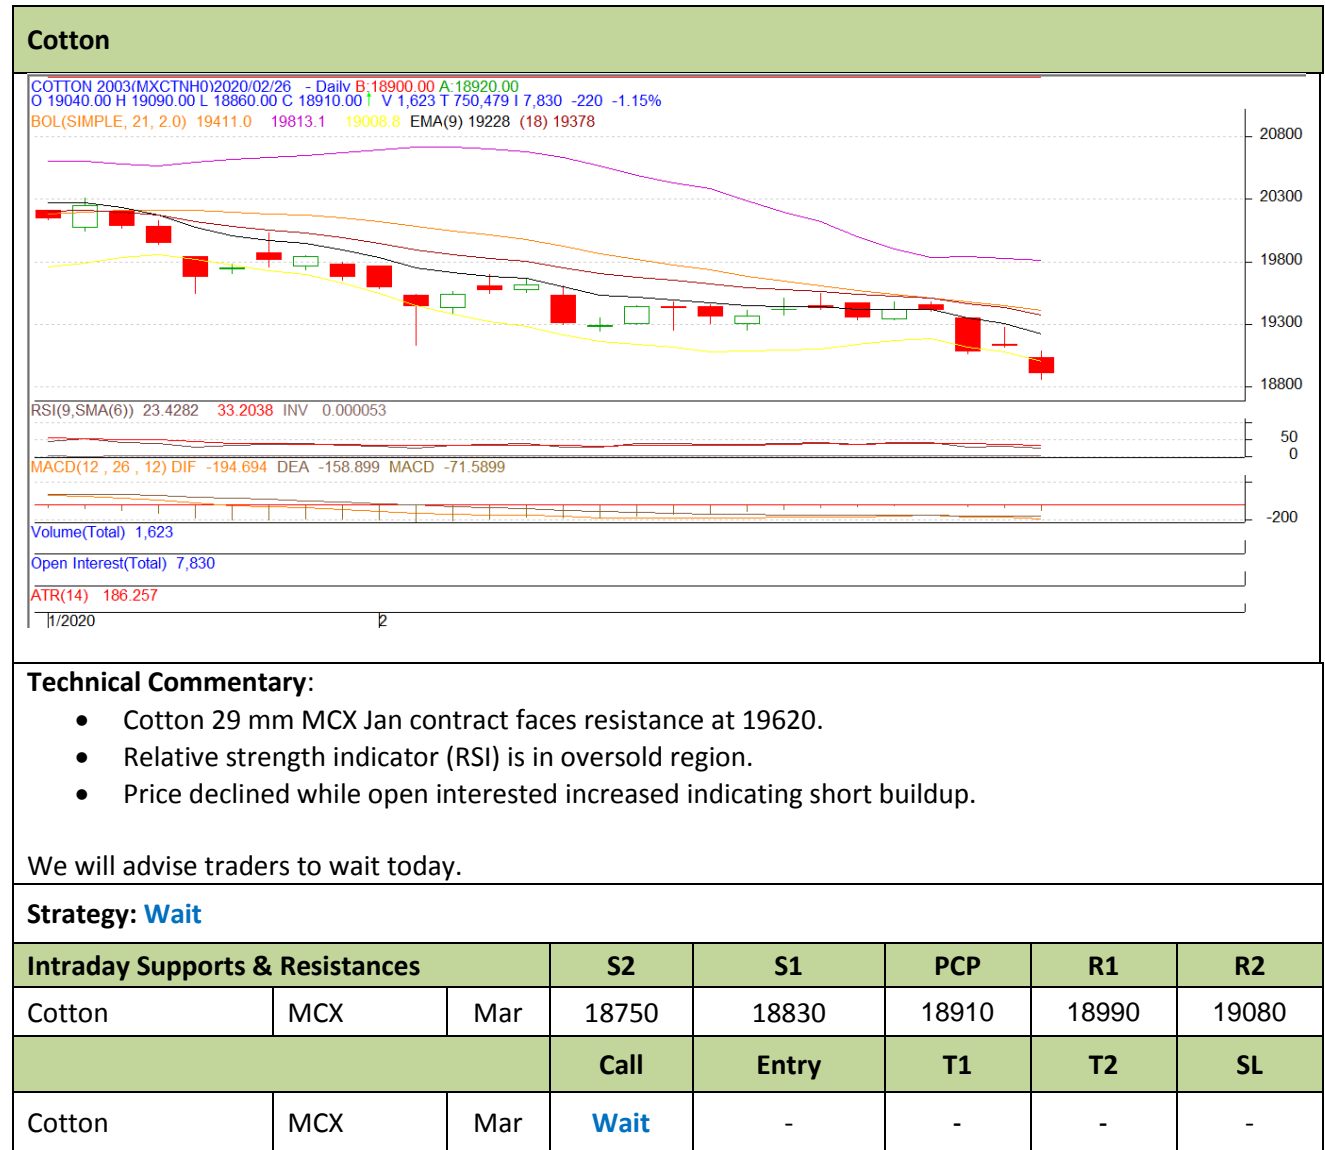 Cotton
COTTON 2003(MXCTNH0)2020/02/26 - Daily B:18900.00 A:18920.00
O 19040.00 H 19090.00 L 18860.00 C 18910.00↑ V 1,623 T 750,479 I 7,830 -220 -1.15%
BOL(SIMPLE, 21, 2.0) 19411.0 19813.1 19008.8 EMA(9) 19228 (18) 19378
20800
20300
19800
19300
18800
RSI(9,SMA(6)) 23.4282 33.2038 INV 0.000053
50
0
MACD(12 , 26 , 12) DIF -194.694 DEA -158.899 MACD -71.5899
-200
Volume(Total) 1,623
Open Interest(Total) 7,830
ATR(14) 186.257
1/2020 2
Technical Commentary:
• Cotton 29 mm MCX Jan contract faces resistance at 19620.
• Relative strength indicator (RSI) is in oversold region.
• Price declined while open interested increased indicating short buildup.
We will advise traders to wait today.
Strategy: Wait
Intraday Supports & Resistances S2 S1 PCP R1 R2
Cotton MCX Mar 18750 18830 18910 18990 19080
Call Entry T1 T2 SL
Cotton MCX Mar Wait - - - -